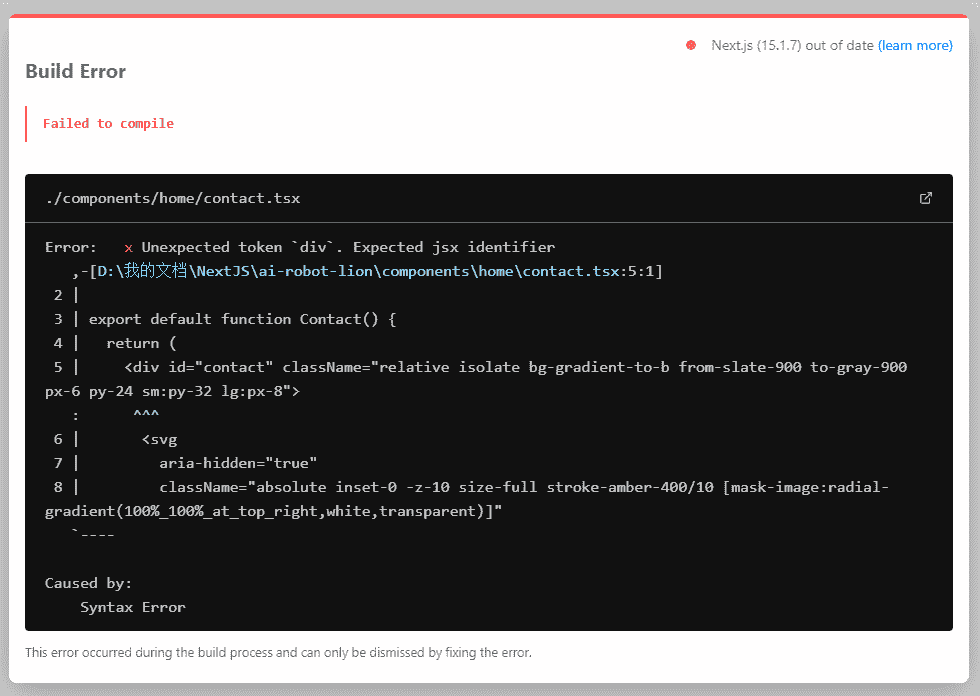 Next.js (15.1.7) out of date (learn more)
Build Error
Failed to compile
./components/home/contact.tsx
Error:   x Unexpected token `div`. Expected jsx identifier
   ,-[D:\我的文档\NextJS\ai-robot-lion\components\home\contact.tsx:5:1]
 2 |
 3 | export default function Contact() {
 4 |   return (
 5 |     <div id="contact" className="relative isolate bg-gradient-to-b from-slate-900 to-gray-900
px-6 py-24 sm:py-32 lg:px-8">
   :      ^^^
 6 |       <svg
 7 |         aria-hidden="true"
 8 |         className="absolute inset-0 -z-10 size-full stroke-amber-400/10 [mask-image:radial-
gradient(100%_100%_at_top_right,white,transparent)]"
   `----
Caused by:
    Syntax Error
This error occurred during the build process and can only be dismissed by fixing the error.